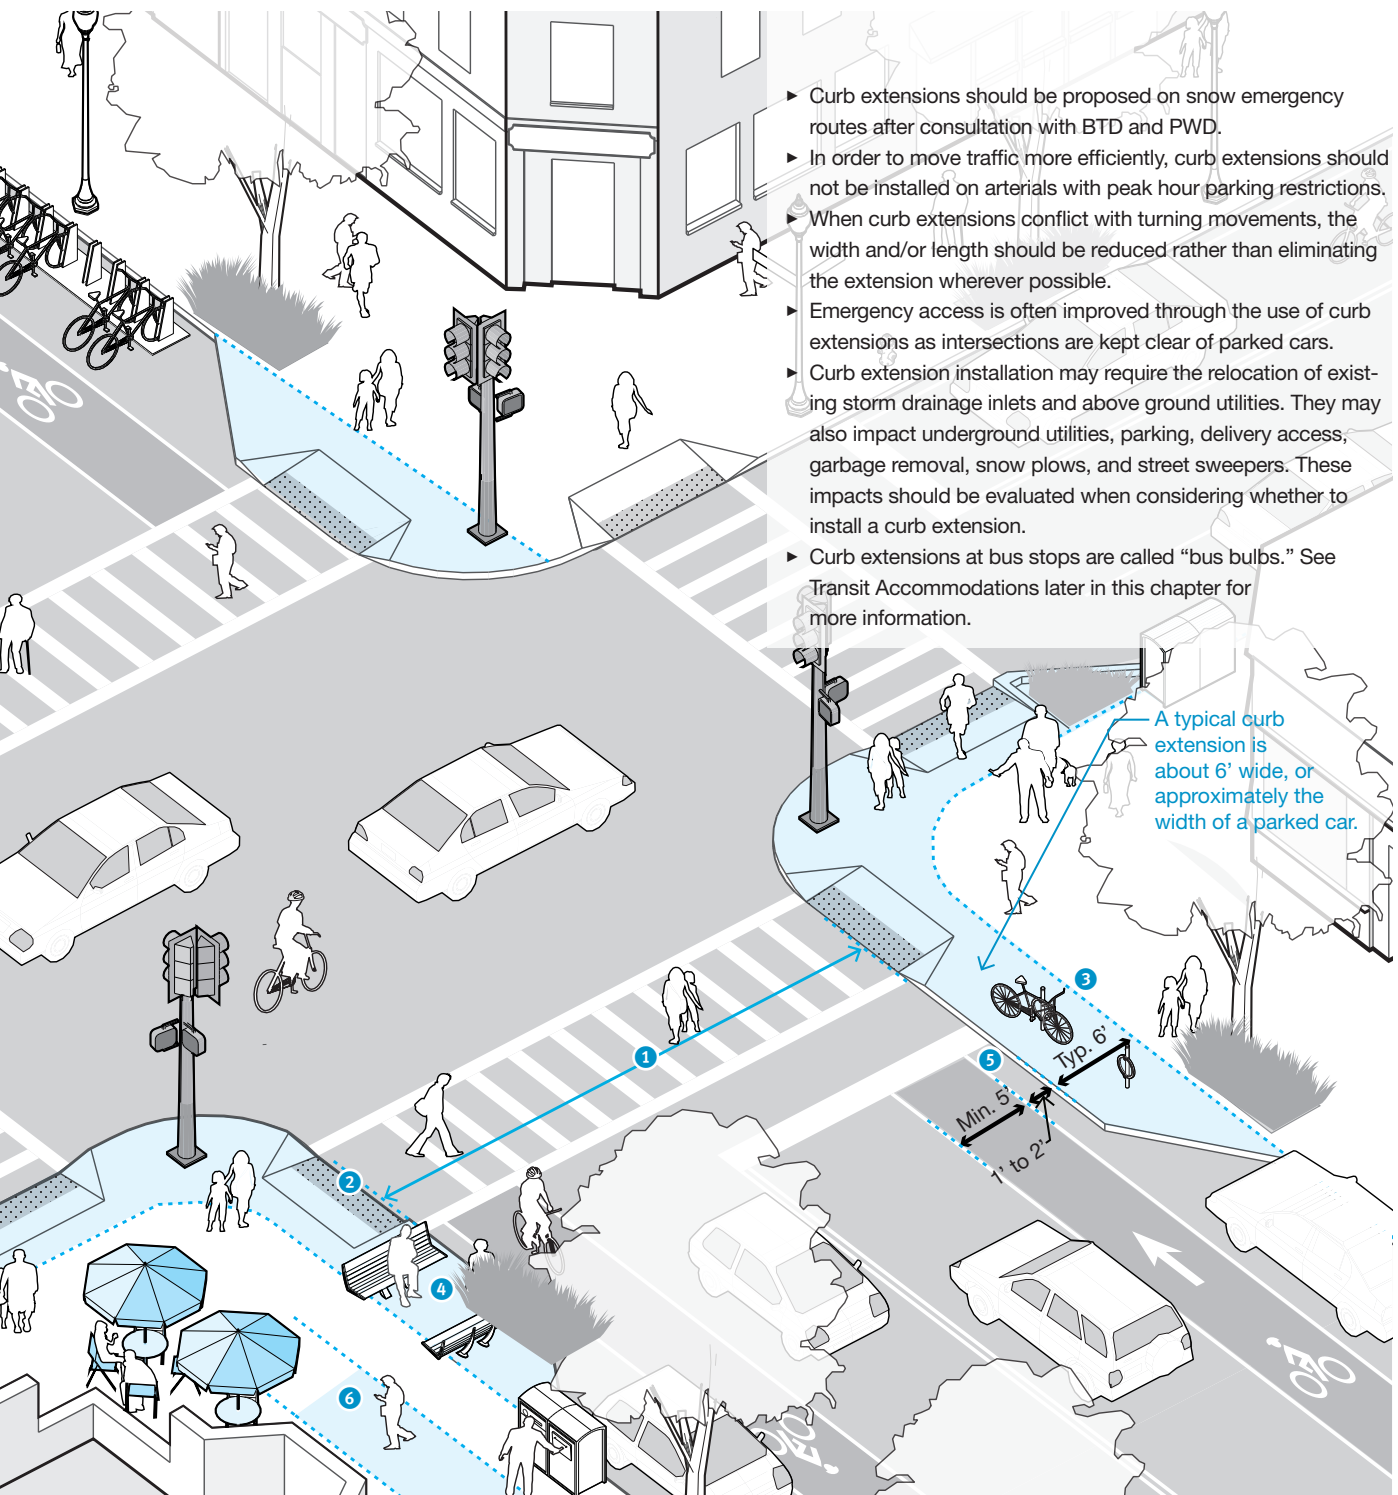 ► Curb extensions should be proposed on snow emergency
routes after consultation with BTD and PWD.
► In order to move traffic more efficiently, curb extensions should
not be installed on arterials with peak hour parking restrictions.
► When curb extensions conflict with turning movements, the
width and/or length should be reduced rather than eliminating
the extension wherever possible.
► Emergency access is often improved through the use of curb
extensions as intersections are kept clear of parked cars.
► Curb extension installation may require the relocation of exist-
ing storm drainage inlets and above ground utilities. They may
also impact underground utilities, parking, delivery access,
garbage removal, snow plows, and street sweepers. These
impacts should be evaluated when considering whether to
install a curb extension.
► Curb extensions at bus stops are called “bus bulbs.” See
Transit Accommodations later in this chapter for
more information.
A typical curb
extension is
about 6’ wide, or
approximately the
width of a parked car.
3
1
5
Typ. 6’
Min. 5’
1’ to 2’
2
4
6